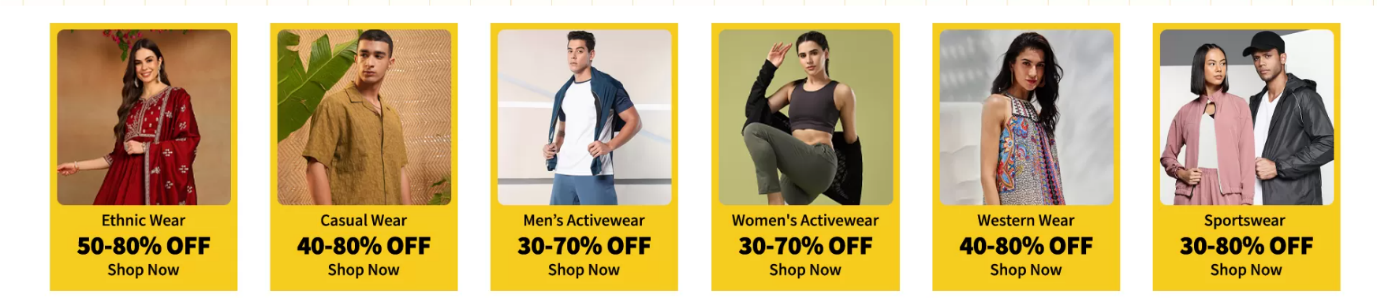 Ethnic Wear
50-80% OFF
Shop Now
Casual Wear
40-80% OFF
Shop Now
Men’s Activewear
30-70% OFF
Shop Now
Women's Activewear
30-70% OFF
Shop Now
Western Wear
40-80% OFF
Shop Now
Sportswear
30-80% OFF
Shop Now